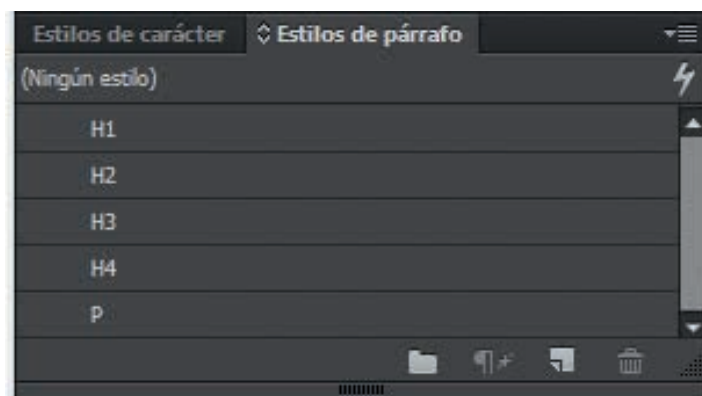 Estilos de carácter Estilos de párrafo
(Ningún estilo)
H1
H2
H3
H4
P